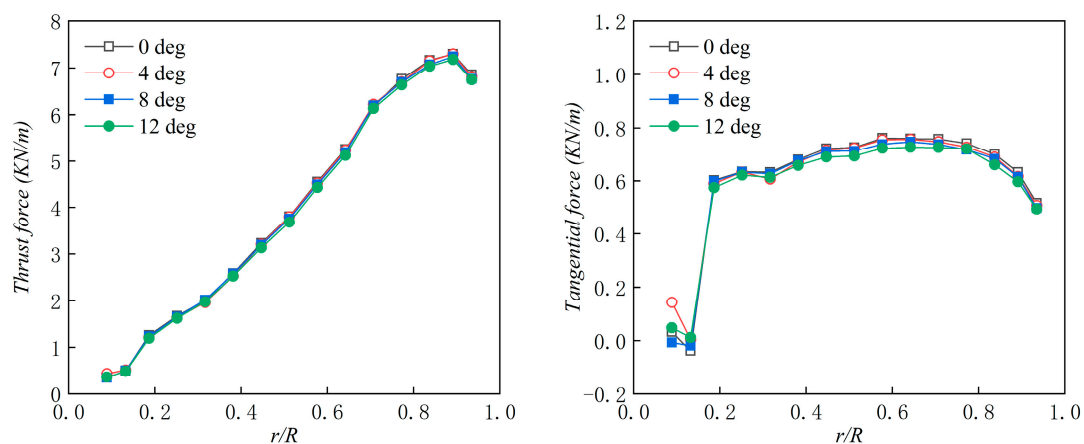 Thrust force (KN/m)
8
7
6
5
4
3
2
1
0
0 deg
4 deg
8 deg
12 deg
0.0 0.2 0.4 0.6 0.8 1.0
r/R
Tangential force (KN/m)
1.2
1.0
0.8
0.6
0.4
0.2
0.0
-0.2
0 deg
4 deg
8 deg
12 deg
0.0 0.2 0.4 0.6 0.8 1.0
r/R